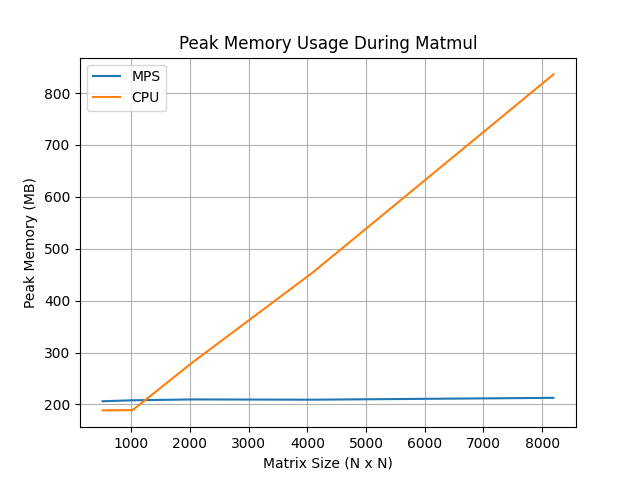 Peak Memory Usage During Matmul
MPS
CPU
Peak Memory (MB)
800
700
600
500
400
300
200
1000 2000 3000 4000 5000 6000 7000 8000
Matrix Size (N x N)